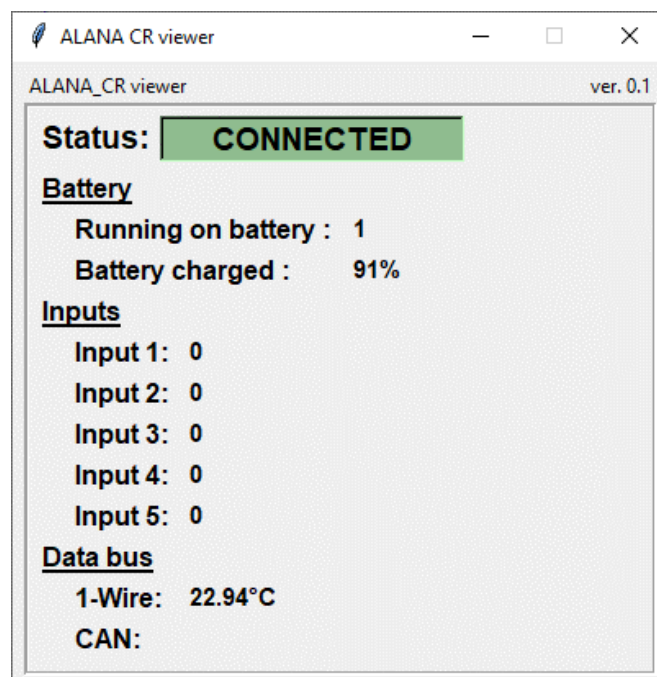 ALANA CR viewer
ALANA_CR viewer ver. 0.1
Status: CONNECTED
Battery
Running on battery : 1
Battery charged : 91%
Inputs
Input 1: 0
Input 2: 0
Input 3: 0
Input 4: 0
Input 5: 0
Data bus
1-Wire: 22.94°C
CAN: